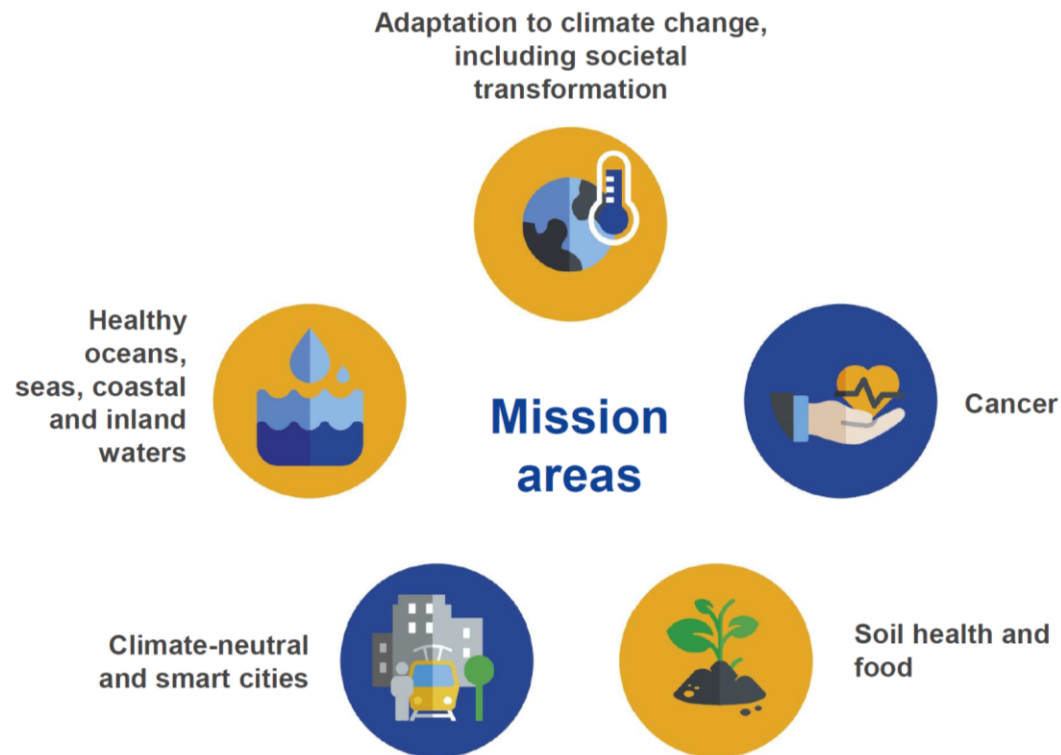 Adaptation to climate change,
including societal
transformation
Healthy
oceans,
seas, coastal
and inland
waters
Mission
areas
Cancer
Climate-neutral
and smart cities
Soil health and
food